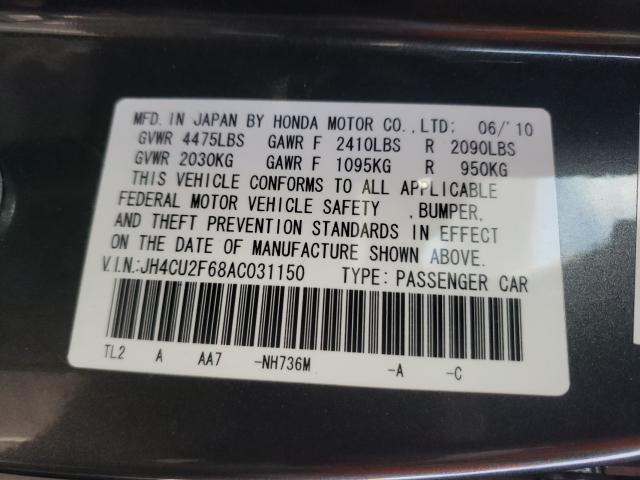 MFD. IN JAPAN BY HONDA MOTOR CO., LTD: 06/'10
GVWR 4475LBS GAWR F 2410LBS R 2090LBS
GVWR 2030KG GAWR F 1095KG R 950KG
THIS VEHICLE CONFORMS TO ALL APPLICABLE
FEDERAL MOTOR VEHICLE SAFETY , BUMPER,
AND THEFT PREVENTION STANDARDS IN EFFECT
ON THE DATE OF MANUFACTURE SHOWN ABOVE.
V.I.N.:JH4CU2F68AC031150 TYPE: PASSENGER CAR
TL2 A AA7 -NH736M -A -C